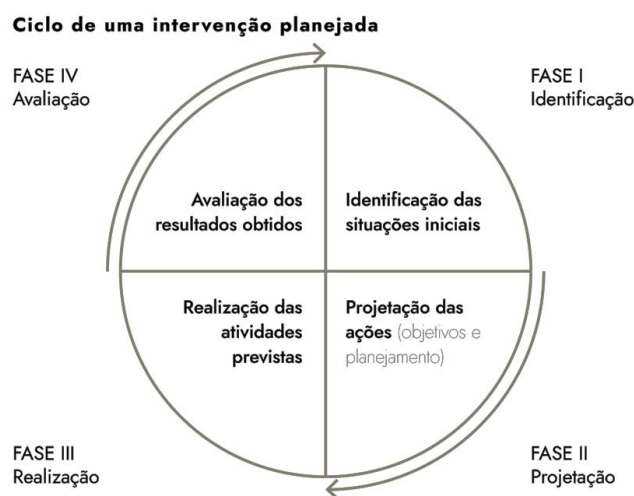 Ciclo de uma intervenção planejada
FASE IV
Avaliação
FASE I
Identificação
Avaliação dos
resultados obtidos
Identificação das
situações iniciais
Realização das
atividades
previstas
Projetação das
ações (objetivos e
planejamento)
FASE III
Realização
FASE II
Projetação